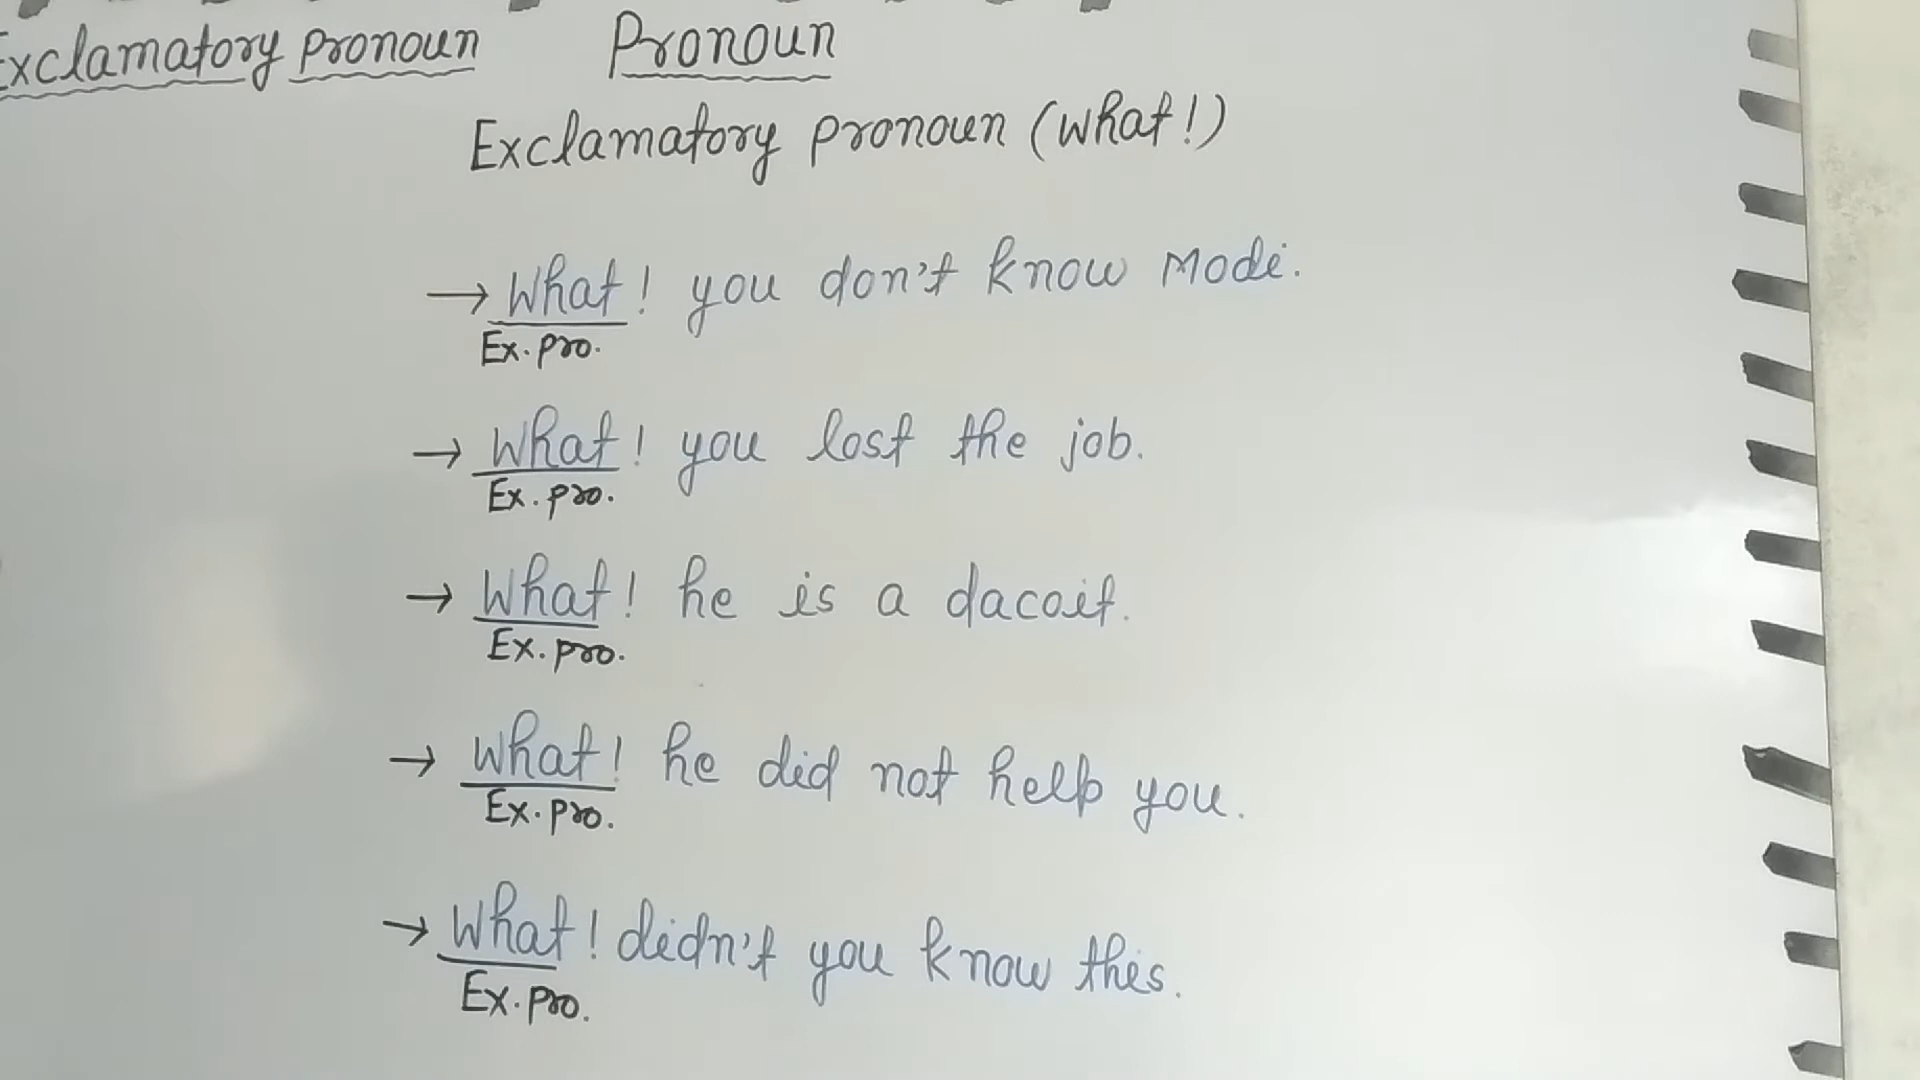 Exclamatory pronoun Pronoun
Exclamatory pronoun (what!)
→ What! you don't know Modi.
Ex. pro.
→ What! you lost the job.
Ex. pro.
→ What! he is a dacoit.
Ex. pro.
→ What! he did not help you.
Ex. pro.
→ What! didn't you know this.
Ex. pro.